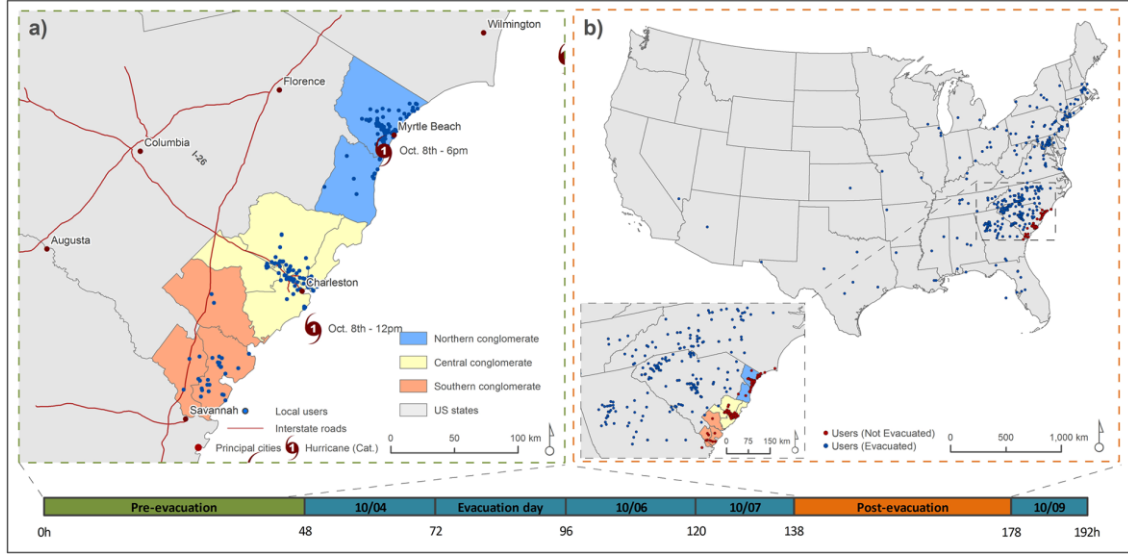 a)
Wilmington
Florence
Myrtle Beach
1 Oct. 8th - 6pm
Columbia
I-26
Augusta
Charleston
1 Oct. 8th - 12pm
Northern conglomerate
Central conglomerate
Southern conglomerate
US states
Savannah
Local users
Interstate roads
Principal cities
1 Hurricane (Cat.)
0 50 100 km
b)
0 75 150 km
Users (Not Evacuated)
Users (Evacuated)
0 500 1,000 km
Pre-evacuation 10/04 Evacuation day 10/06 10/07 Post-evacuation 10/09
0h 48 72 96 120 138 178 192h